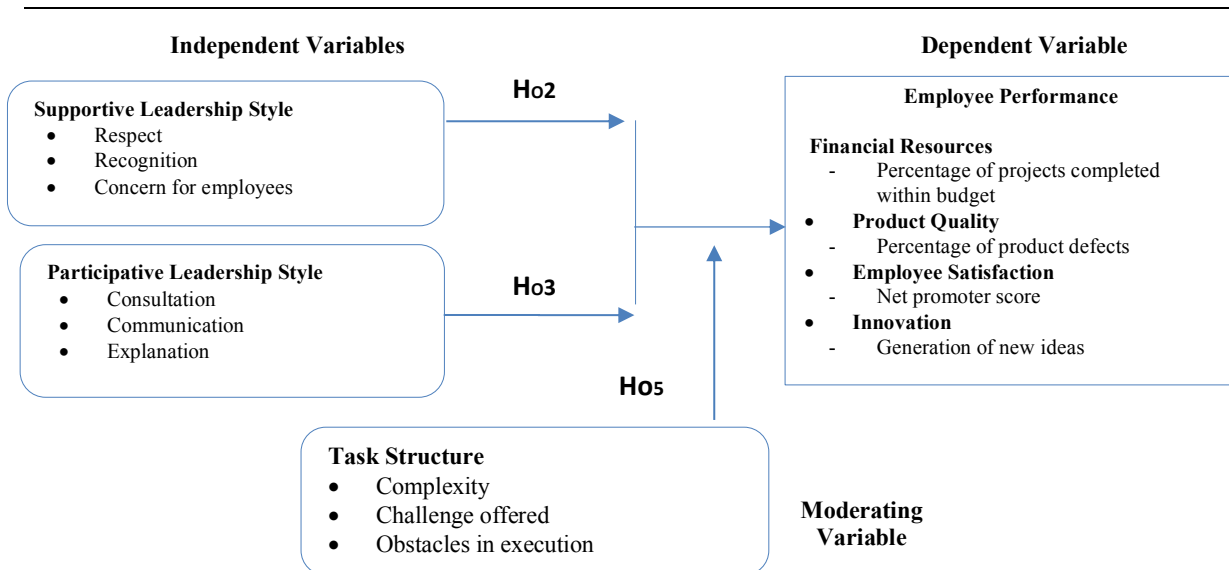 Independent Variables
Dependent Variable
Supportive Leadership Style
• Respect
• Recognition
• Concern for employees
Ho2
Employee Performance
Financial Resources
- Percentage of projects completed
within budget
• Product Quality
- Percentage of product defects
• Employee Satisfaction
- Net promoter score
• Innovation
- Generation of new ideas
Participative Leadership Style
• Consultation
• Communication
• Explanation
Ho3
Ho5
Task Structure
• Complexity
• Challenge offered
• Obstacles in execution
Moderating
Variable